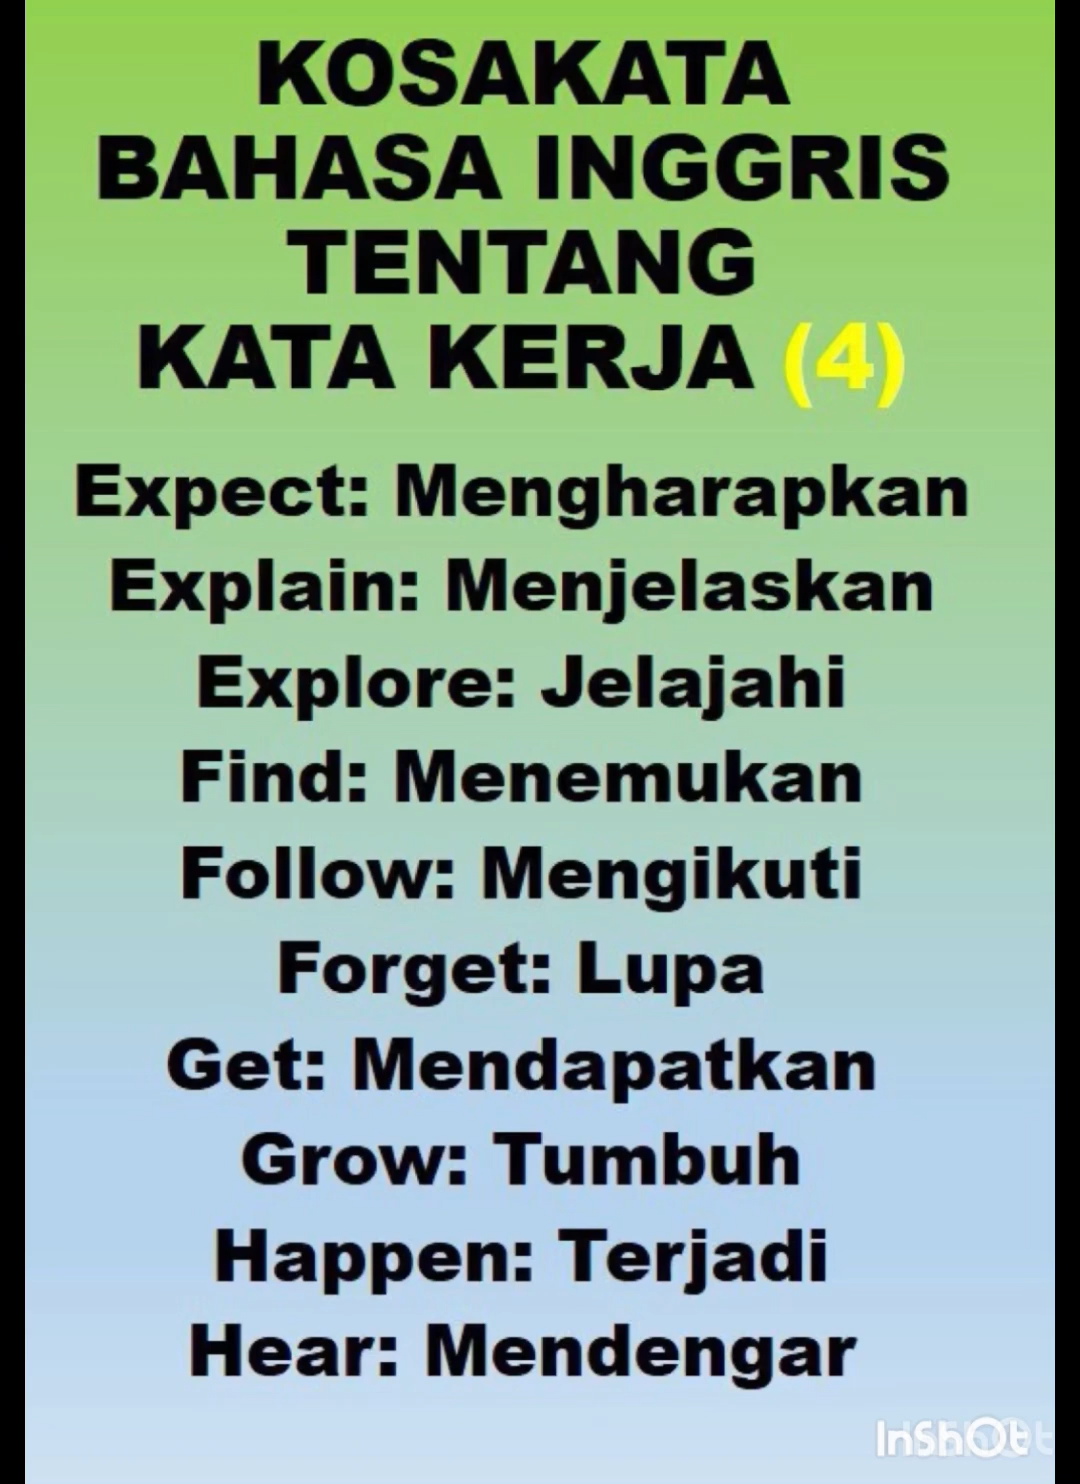 KOSAKATA
BAHASA INGGRIS
TENTANG
KATA KERJA (4)
Expect: Mengharapkan
Explain: Menjelaskan
Explore: Jelajahi
Find: Menemukan
Follow: Mengikuti
Forget: Lupa
Get: Mendapatkan
Grow: Tumbuh
Happen: Terjadi
Hear: Mendengar
InShOt